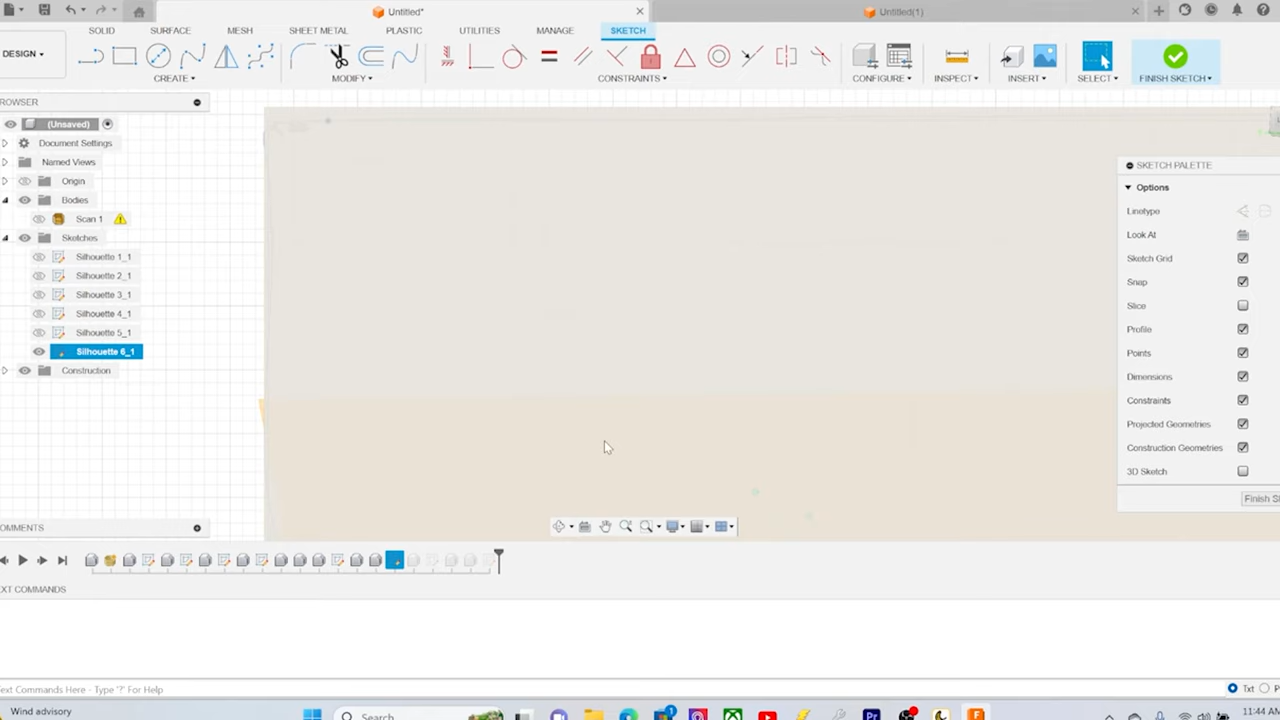 Untitled*
Untitled(1)
SOLID SURFACE MESH SHEET METAL PLASTIC UTILITIES MANAGE SKETCH
DESIGN
CREATE MODIFY CONSTRAINTS CONFIGURE INSPECT INSERT SELECT FINISH SKETCH
ROWSER
(Unsaved)
Document Settings
Named Views
Origin
Bodies
Scan 1
Sketches
Silhouette 1_1
Silhouette 2_1
Silhouette 3_1
Silhouette 4_1
Silhouette 5_1
Silhouette 6_1
Construction
SKETCH PALETTE
Options
Linetype
Look At
Sketch Grid
Snap
Slice
Profile
Points
Dimensions
Constraints
Projected Geometries
Construction Geometries
3D Sketch
Finish S
OMMENTS
EXT COMMANDS
Text Commands Here - Type '?' For Help
Txt
Wind advisory
Search
11:44 AM